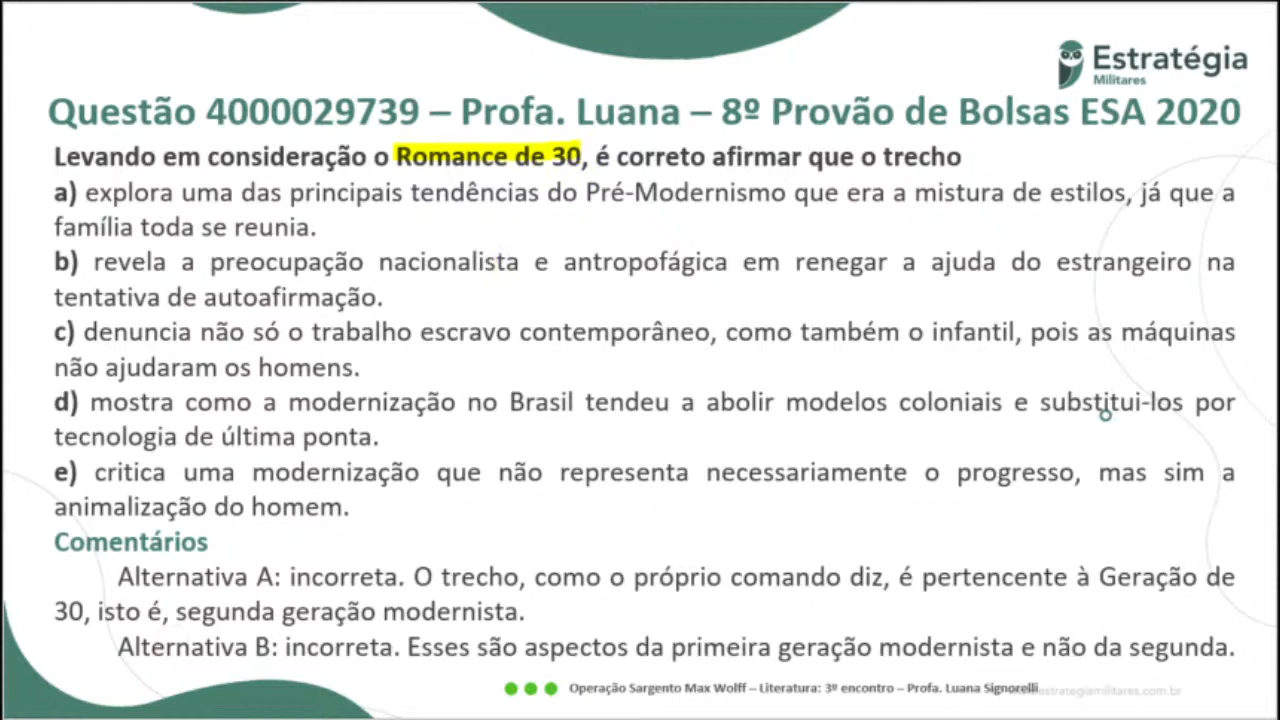 Estratégia
Militares
Questão 4000029739 – Profa. Luana – 8º Provão de Bolsas ESA 2020
Levando em consideração o Romance de 30, é correto afirmar que o trecho
a) explora uma das principais tendências do Pré-Modernismo que era a mistura de estilos, já que a
família toda se reunia.
b) revela a preocupação nacionalista e antropofágica em renegar a ajuda do estrangeiro na
tentativa de autoafirmação.
c) denuncia não só o trabalho escravo contemporâneo, como também o infantil, pois as máquinas
não ajudaram os homens.
d) mostra como a modernização no Brasil tendeu a abolir modelos coloniais e substitui-los por
tecnologia de última ponta.
e) critica uma modernização que não representa necessariamente o progresso, mas sim a
animalização do homem.
Comentários
Alternativa A: incorreta. O trecho, como o próprio comando diz, é pertencente à Geração de
30, isto é, segunda geração modernista.
Alternativa B: incorreta. Esses são aspectos da primeira geração modernista e não da segunda.
Operação Sargento Max Wolff – Literatura: 3º encontro – Profa. Luana Signorelli